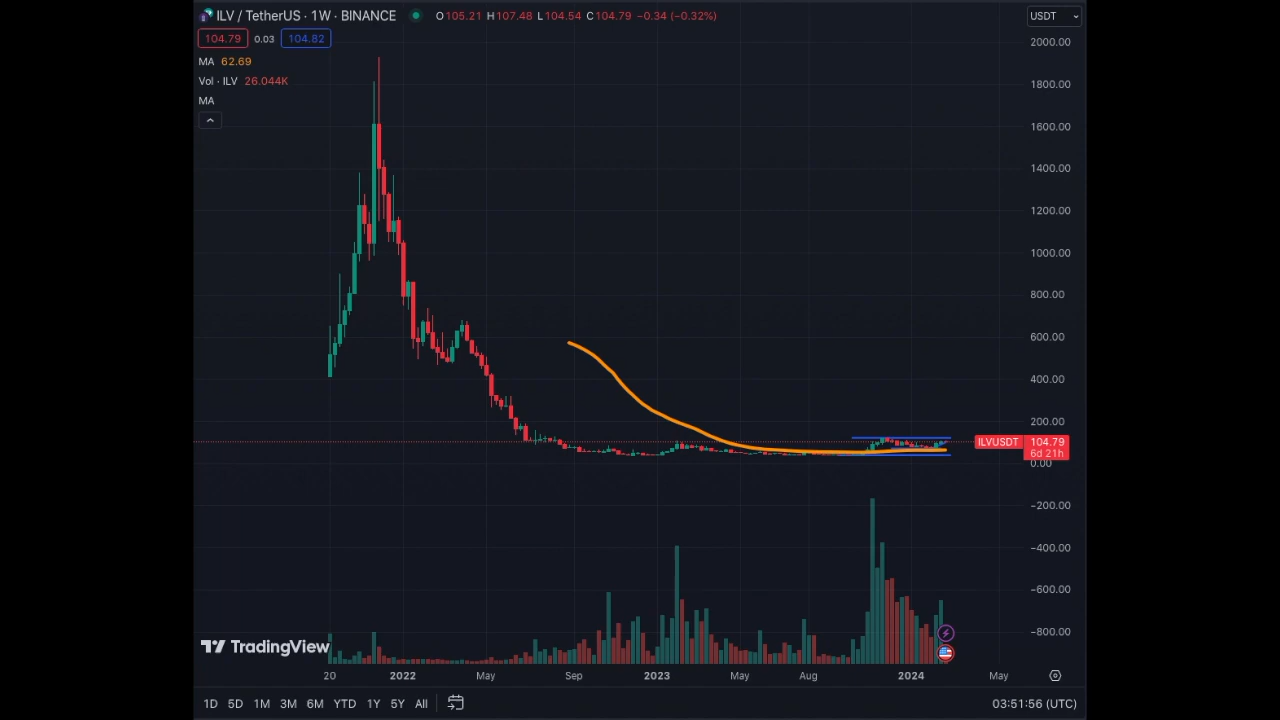 ILV / TetherUS · 1W · BINANCE O105.21 H107.48 L104.54 C104.79 −0.34 (−0.32%)
USDT
104.79 0.03 104.82
MA 62.69
Vol · ILV 26.044K
MA
2000.00
1800.00
1600.00
1400.00
1200.00
1000.00
800.00
600.00
400.00
200.00
ILVUSDT 104.79
6d 21h
0.00
−200.00
−400.00
−600.00
−800.00
TradingView
20 2022 May Sep 2023 May Aug 2024 May
1D 5D 1M 3M 6M YTD 1Y 5Y All 03:51:56 (UTC)